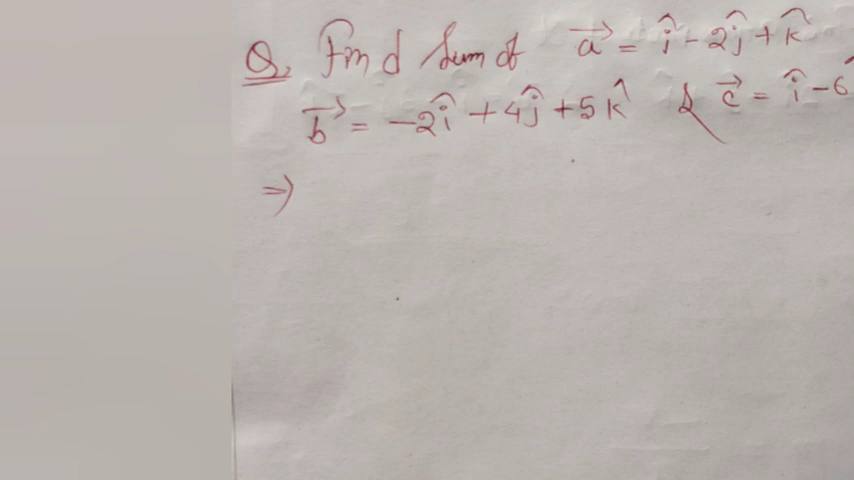 Q. Find Sum of a⃗ = î - 2ĵ + k̂
b⃗ = -2î + 4ĵ + 5k̂ & c⃗ = î - 6
⇒